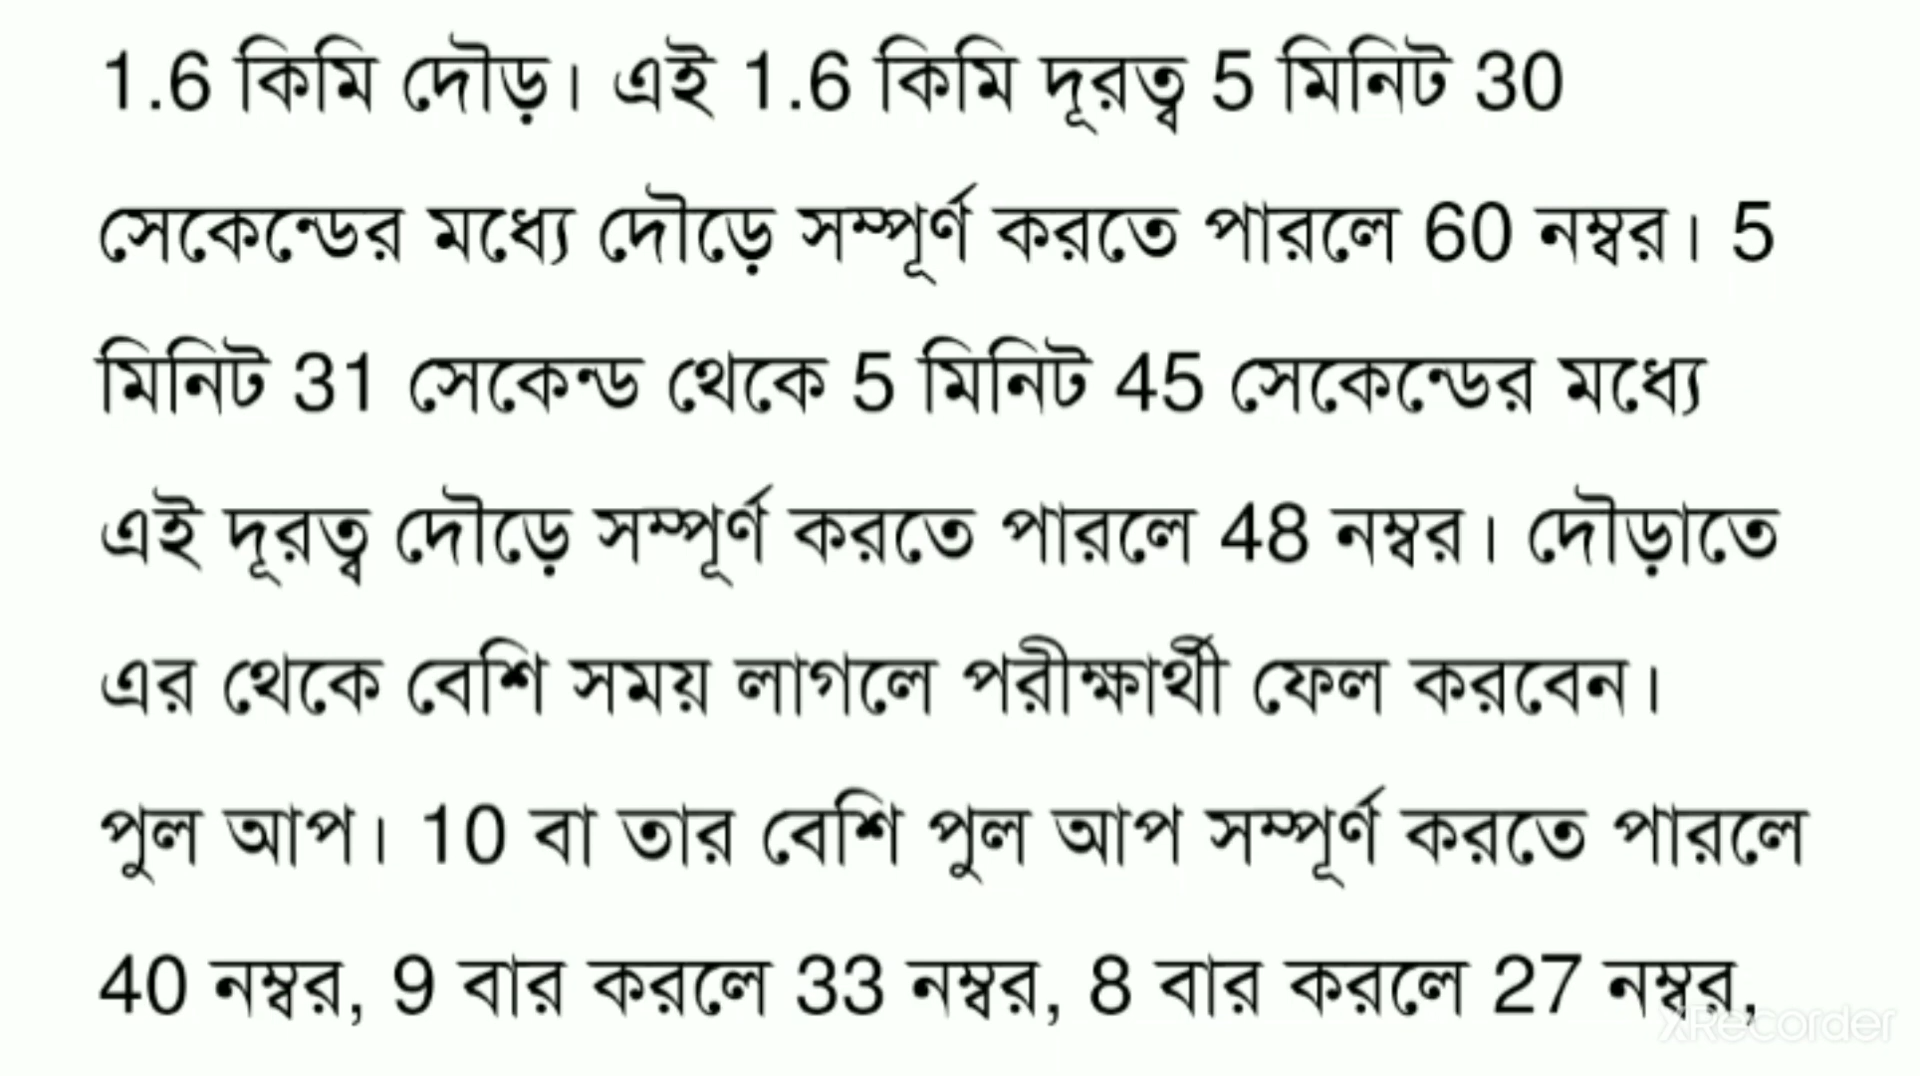 1.6 কিমি দৌড়। এই 1.6 কিমি দূরত্ব 5 মিনিট 30
সেকেন্ডের মধ্যে দৌড়ে সম্পূর্ণ করতে পারলে 60 নম্বর। 5
মিনিট 31 সেকেন্ড থেকে 5 মিনিট 45 সেকেন্ডের মধ্যে
এই দূরত্ব দৌড়ে সম্পূর্ণ করতে পারলে 48 নম্বর। দৌড়াতে
এর থেকে বেশি সময় লাগলে পরীক্ষার্থী ফেল করবেন।
পুল আপ। 10 বা তার বেশি পুল আপ সম্পূর্ণ করতে পারলে
40 নম্বর, 9 বার করলে 33 নম্বর, 8 বার করলে 27 নম্বর,
XRecorder